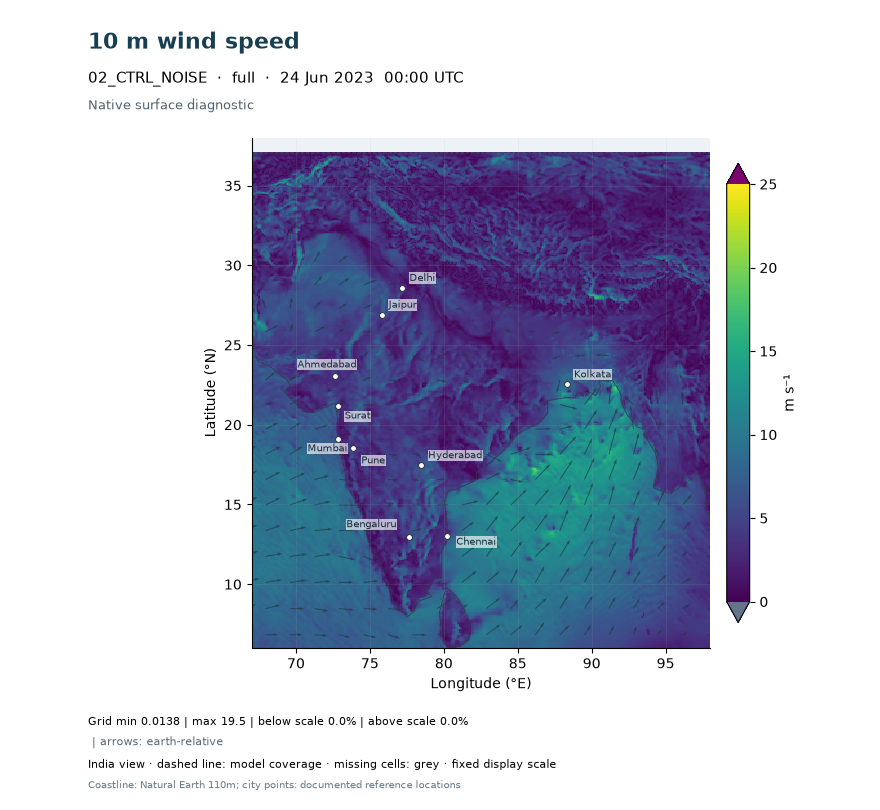 10 m wind speed
02_CTRL_NOISE · full · 24 Jun 2023 00:00 UTC
Native surface diagnostic
35
30
25
20
15
10
Latitude (°N)
Delhi
Jaipur
Ahmedabad
Kolkata
Surat
Mumbai
Pune
Hyderabad
Bengaluru
Chennai
70
75
80
85
90
95
Longitude (°E)
25
20
15
10
5
0
m s⁻¹
Grid min 0.0138 | max 19.5 | below scale 0.0% | above scale 0.0%
| arrows: earth-relative
India view · dashed line: model coverage · missing cells: grey · fixed display scale
Coastline: Natural Earth 110m; city points: documented reference locations